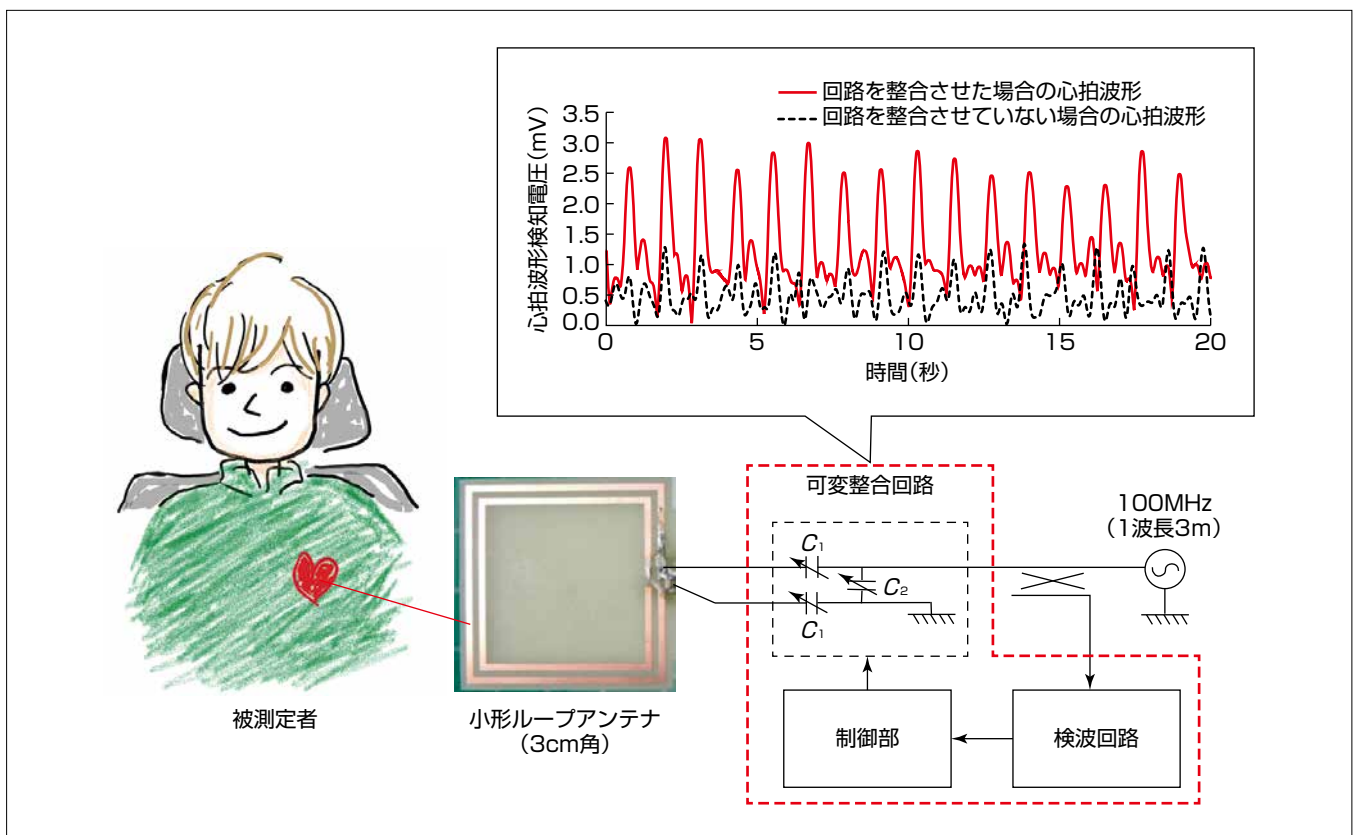 回路を整合させた場合の心拍波形
回路を整合させていない場合の心拍波形
心拍波形検知電圧(mV)
3.5
3.0
2.5
2.0
1.5
1.0
0.5
0.0
0 5 10 15 20
時間(秒)
可変整合回路
100MHz
(1波長3m)
C₁
C₂
C₁
制御部
検波回路
被測定者
小形ループアンテナ
(3cm角)